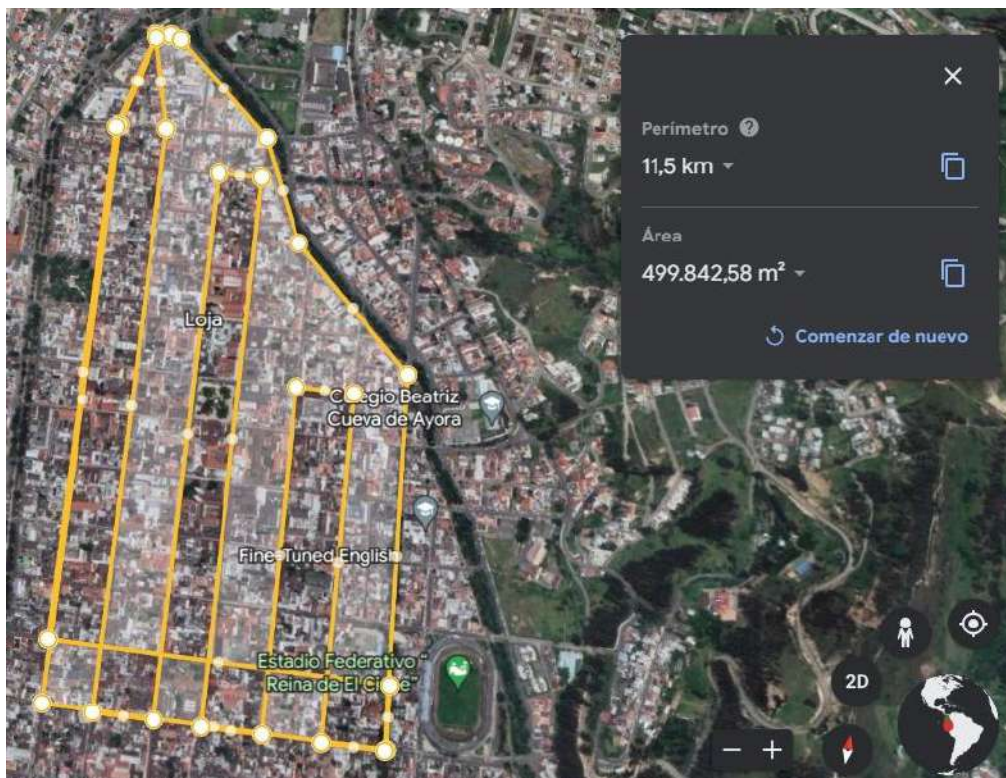 Perímetro ?
11,5 km
Área
499.842,58 m²
Comenzar de nuevo
Loja
Colegio Beatriz
Cueva de Ayora
Fine-Tuned English
Estadio Federativo "
Reina de El Cisne"
2D